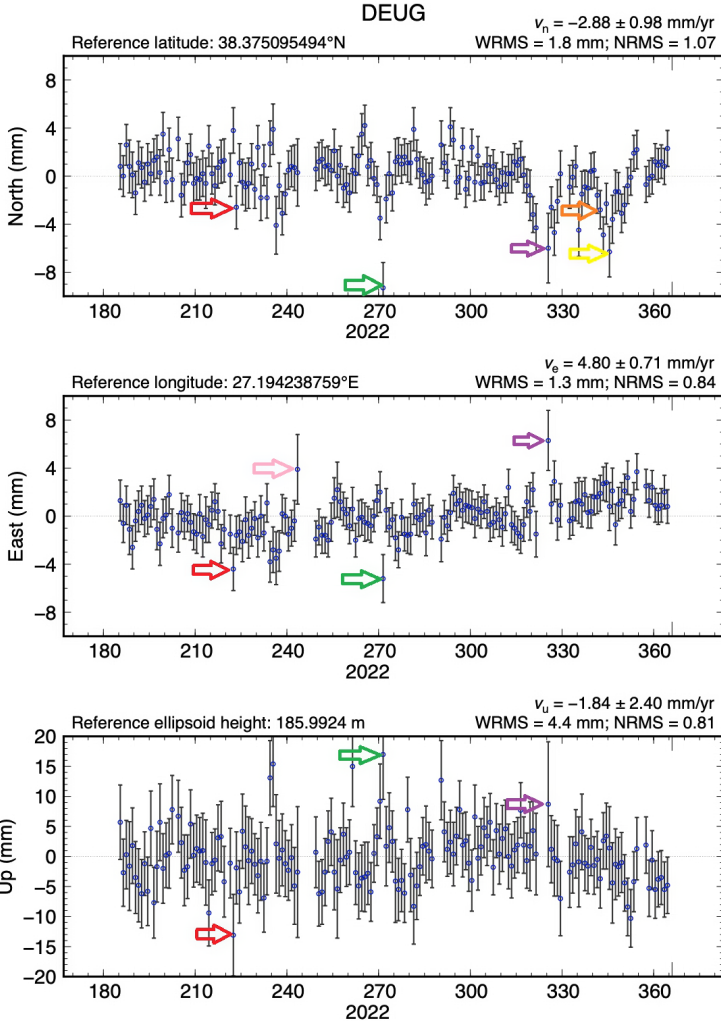 DEUG
vn = −2.88 ± 0.98 mm/yr
Reference latitude: 38.375095494°N WRMS = 1.8 mm; NRMS = 1.07
8
4
0
−4
−8
North (mm)
180 210 240 270 300 330 360
2022
ve = 4.80 ± 0.71 mm/yr
Reference longitude: 27.194238759°E WRMS = 1.3 mm; NRMS = 0.84
8
4
0
−4
−8
East (mm)
180 210 240 270 300 330 360
2022
vu = −1.84 ± 2.40 mm/yr
Reference ellipsoid height: 185.9924 m WRMS = 4.4 mm; NRMS = 0.81
20
15
10
5
0
−5
−10
−15
−20
Up (mm)
180 210 240 270 300 330 360
2022